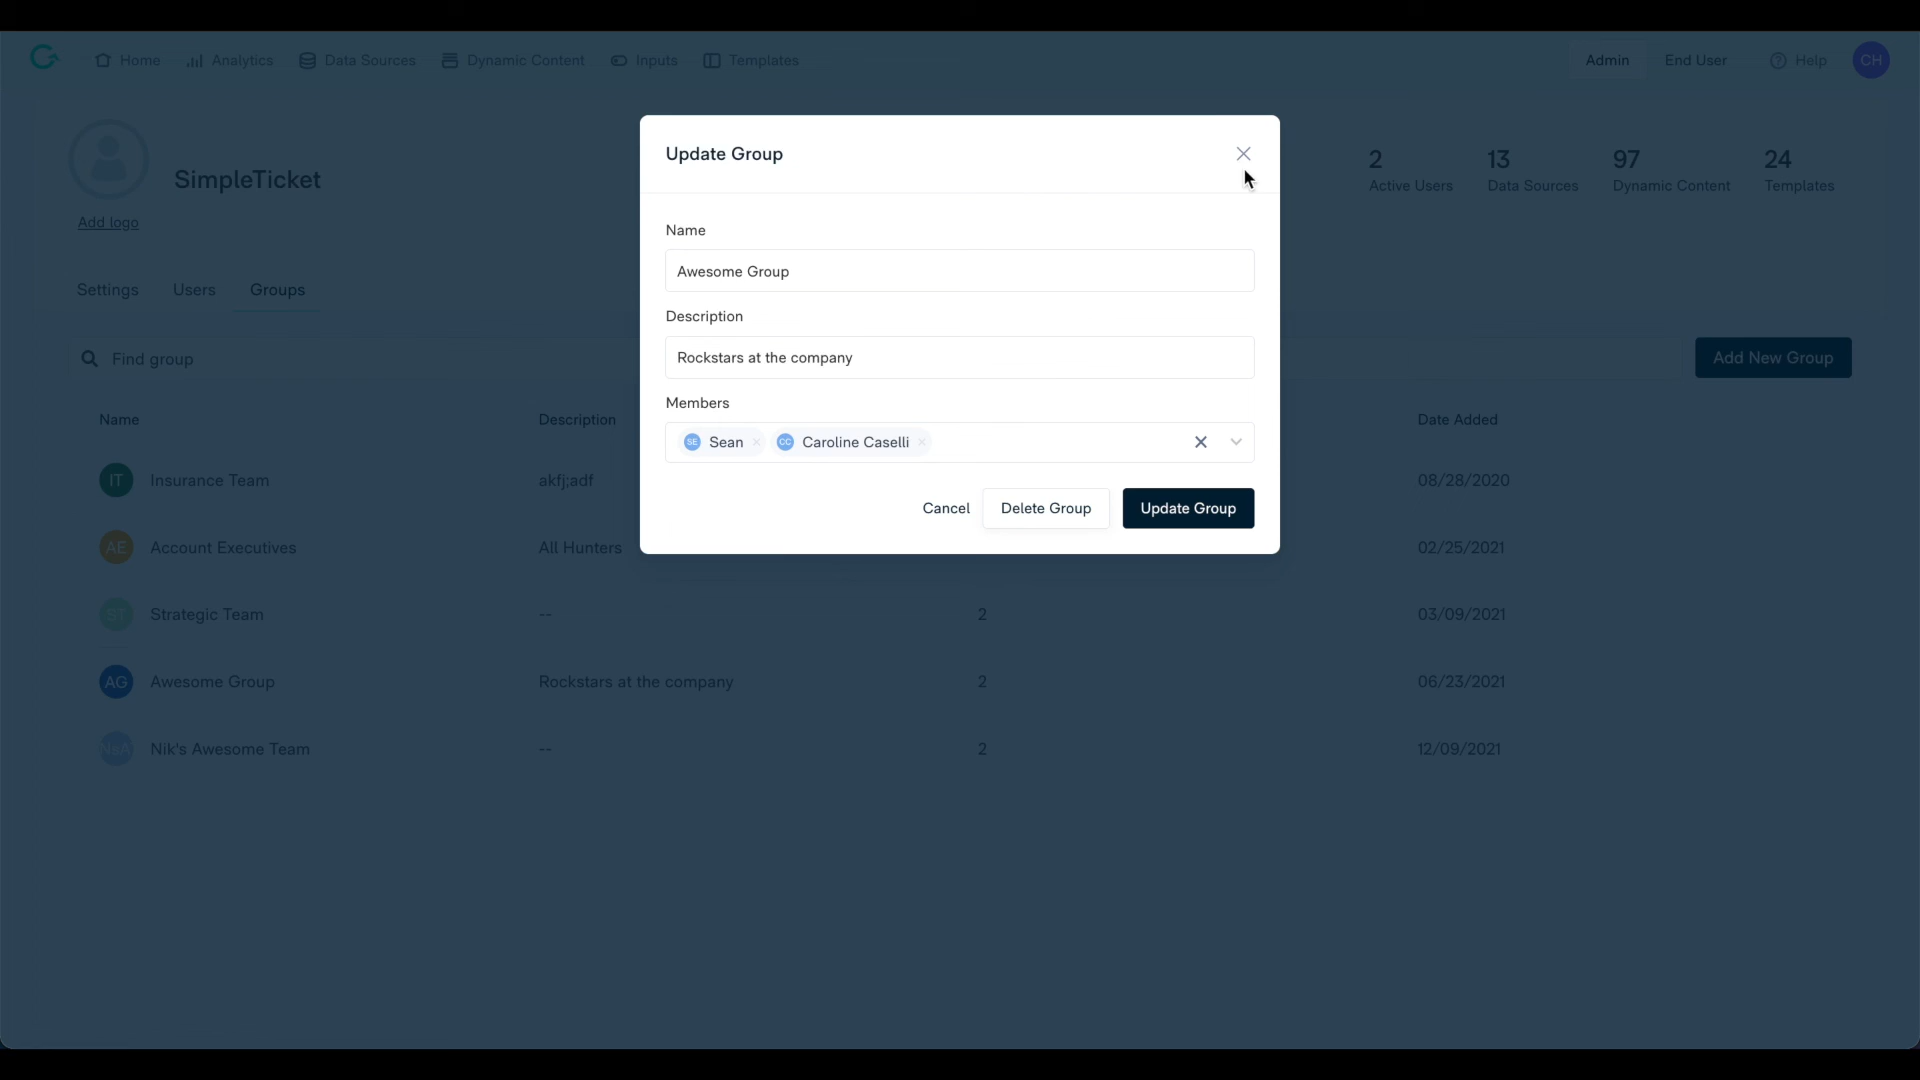 Home Analytics Data Sources Dynamic Content Inputs Templates Admin End User Help CH
SimpleTicket
Add logo
2 Active Users
13 Data Sources
97 Dynamic Content
24 Templates
Settings Users Groups
Find group
Add New Group
Name Description Date Added
IT Insurance Team akfj;adf 08/28/2020
AE Account Executives All Hunters 02/25/2021
ST Strategic Team -- 2 03/09/2021
AG Awesome Group Rockstars at the company 2 06/23/2021
NsA Nik's Awesome Team -- 2 12/09/2021
Update Group
Name
Awesome Group
Description
Rockstars at the company
Members
SE Sean CC Caroline Caselli
Cancel Delete Group Update Group